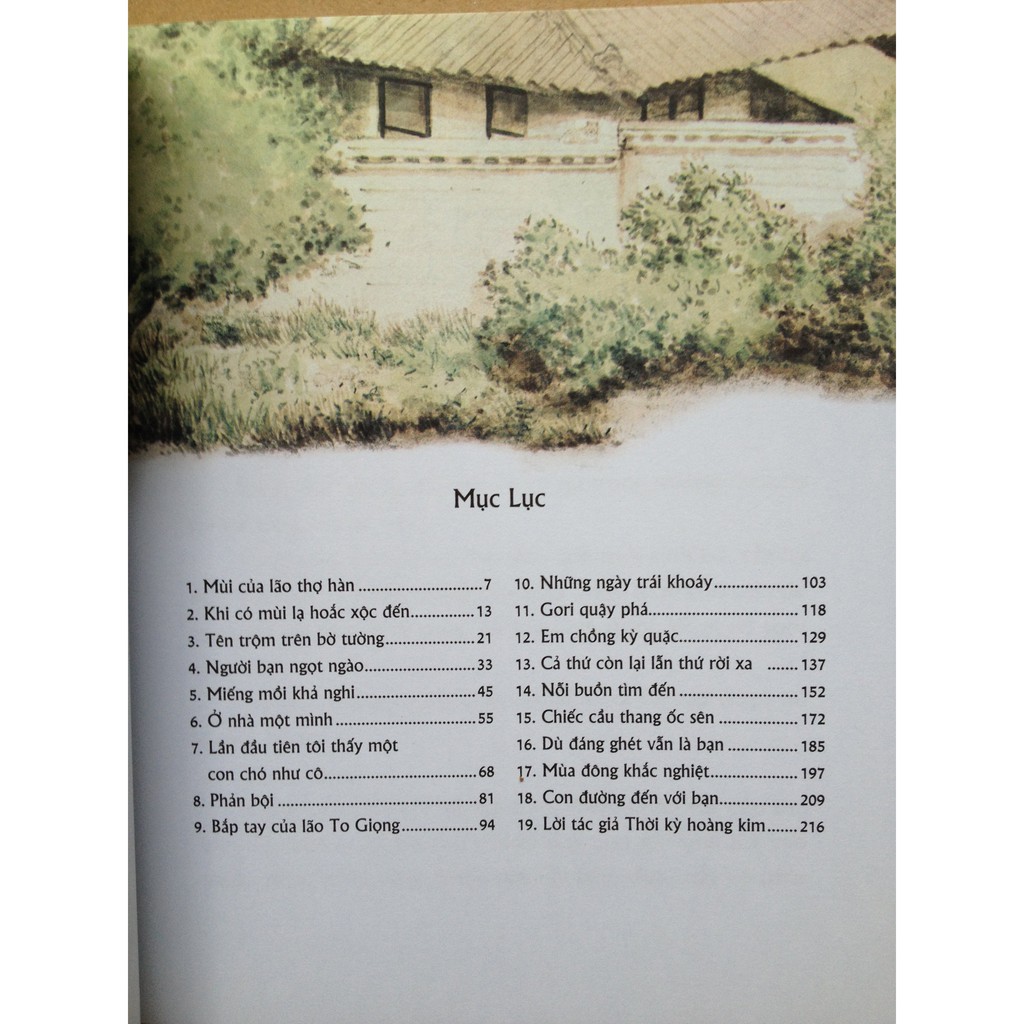 Mục Lục
1. Mùi của lão thợ hàn..............................7
2. Khi có mùi lạ hoắc xộc đến..............13
3. Tên trộm trên bờ tường....................21
4. Người bạn ngọt ngào........................33
5. Miếng mồi khả nghi..........................45
6. Ở nhà một mình................................55
7. Lần đầu tiên tôi thấy một
con chó như cô..................................68
8. Phản bội.............................................81
9. Bắp tay của lão To Giọng.................94
10. Những ngày trái khoáy...................103
11. Gori quậy phá..................................118
12. Em chồng kỳ quặc...........................129
13. Cả thứ còn lại lẫn thứ rời xa .......137
14. Nỗi buồn tìm đến...........................152
15. Chiếc cầu thang ốc sên..................172
16. Dù đáng ghét vẫn là bạn................185
17. Mùa đông khắc nghiệt....................197
18. Con đường đến với bạn..................209
19. Lời tác giả Thời kỳ hoàng kim.......216